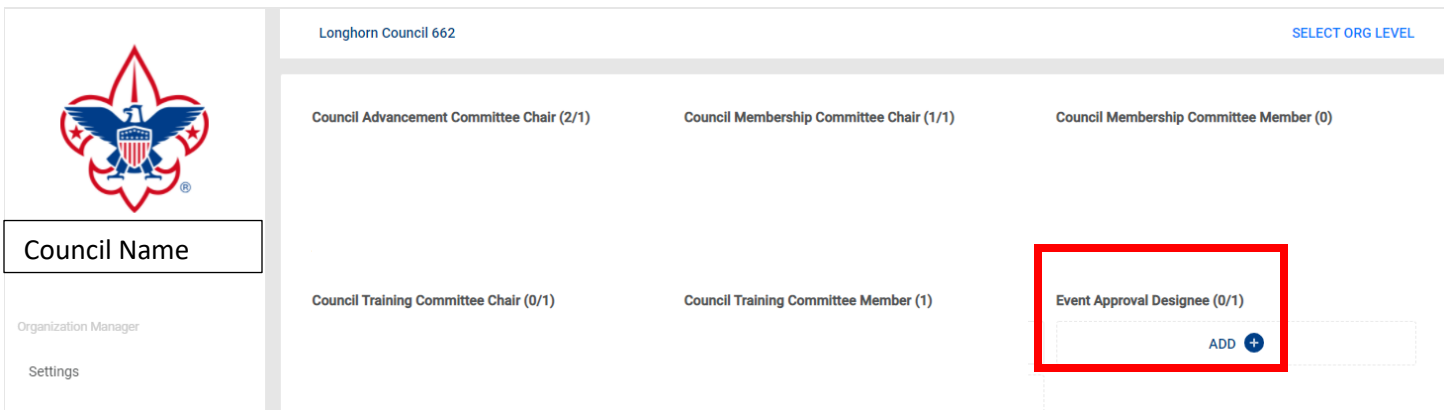 Longhorn Council 662
SELECT ORG LEVEL
Council Advancement Committee Chair (2/1)
Council Membership Committee Chair (1/1)
Council Membership Committee Member (0)
®
Council Name
Council Training Committee Chair (0/1)
Council Training Committee Member (1)
Event Approval Designee (0/1)
Organization Manager
ADD
Settings